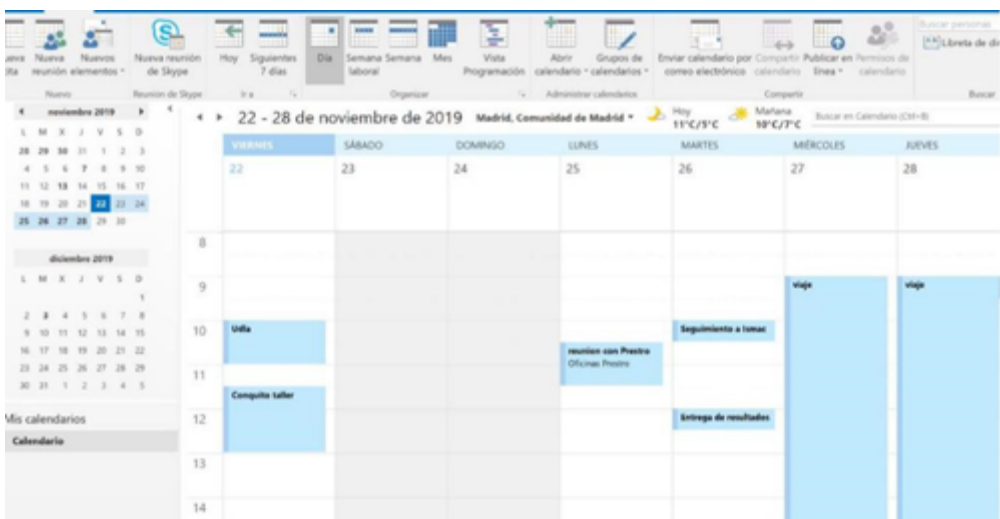 Buscar personas
Nueva reunión
Nuevos elementos
Nueva reunión de Skype
Hoy
Siguientes 7 días
Día
Semana laboral
Semana
Mes
Vista Programación
Abrir calendario
Grupos de calendarios
Enviar calendario por correo electrónico
Compartir calendario
Publicar en línea
Permisos de calendario
Libreta de di
Nuevo
Reunión de Skype
Ir a
Organizar
Administrar calendarios
Compartir
Buscar
noviembre 2019
L M X J V S D
28 29 30 31 1 2 3
4 5 6 7 8 9 10
11 12 13 14 15 16 17
18 19 20 21 22 23 24
25 26 27 28 29 30
diciembre 2019
L M X J V S D
1
2 3 4 5 6 7 8
9 10 11 12 13 14 15
16 17 18 19 20 21 22
23 24 25 26 27 28 29
30 31 1 2 3 4 5
Mis calendarios
Calendario
22 - 28 de noviembre de 2019
Madrid, Comunidad de Madrid
Hoy
11°C/5°C
Mañana
10°C/7°C
Buscar en Calendario (Ctrl+B)
VIERNES SÁBADO DOMINGO LUNES MARTES MIÉRCOLES JUEVES
22 23 24 25 26 27 28
8
9
viaje
viaje
10
Udla
Seguimiento a Ismac
reunion con Prestro
Oficinas Prestro
11
Conquito taller
12
Entrega de resultados
13
14